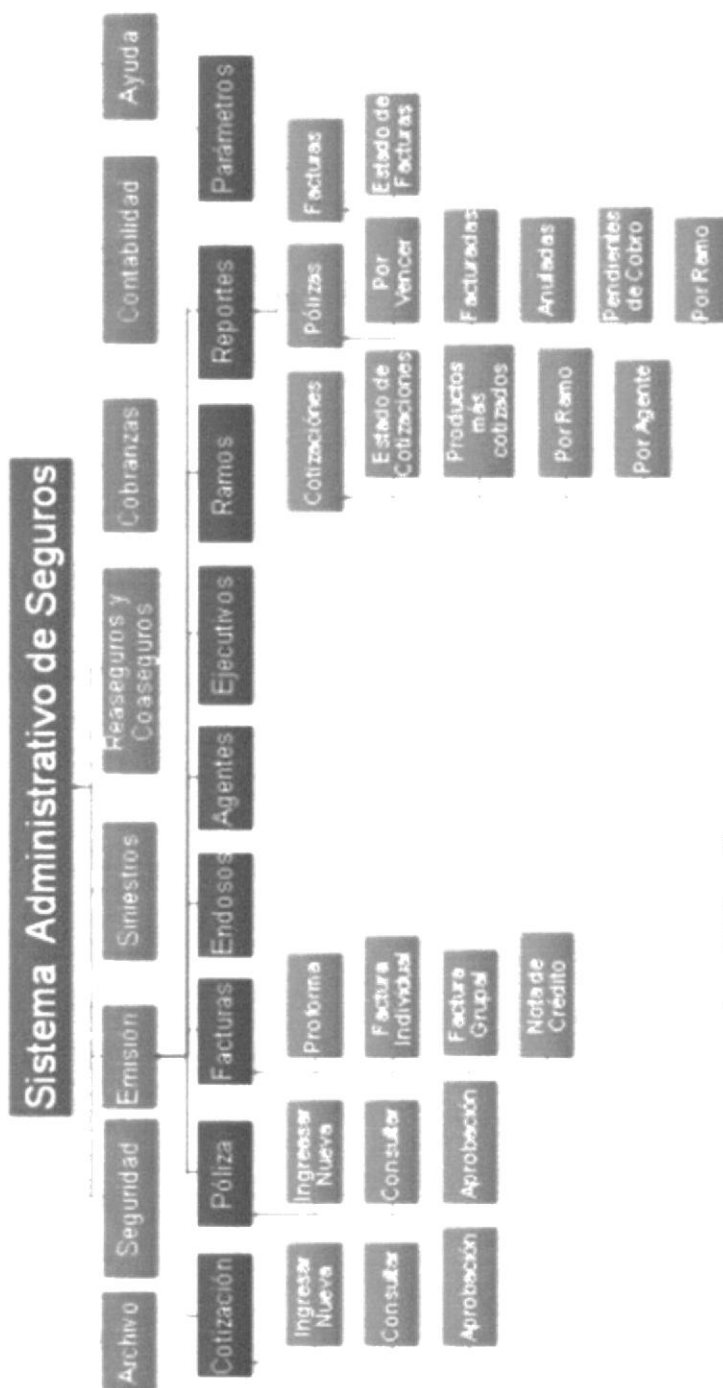 Sistema Administrativo de Seguros
Archivo
Seguridad
Emisión
Siniestros
Reaseguros y
Coaseguros
Cobranzas
Contabilidad
Ayuda
Cotización
Póliza
Facturas
Endosos
Agentes
Ejecutivos
Ramos
Reportes
Parámetros
Ingresar
Nueva
Consultar
Aprobación
Ingreasar
Nueva
Consultar
Aprobación
Proforma
Factura
Individual
Factura
Grupal
Nota de
Crédito
Cotizaciónes
Estado de
Cotizaciones
Productos
más
cotizados
Por Ramo
Por Agente
Pólizas
Por
Vencer
Facturadas
Anuladas
Pendientes
de Cobro
Por Ramo
Facturas
Estado de
Facturas